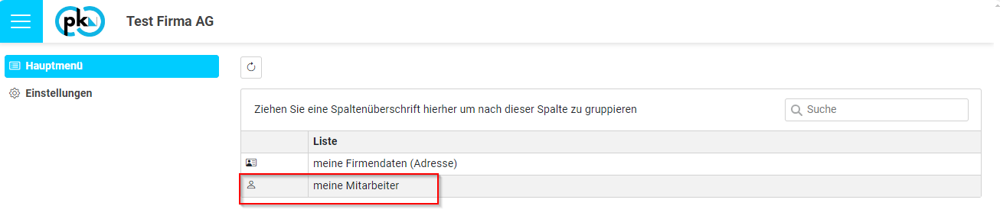 pk
Test Firma AG
Hauptmenü
Einstellungen
Ziehen Sie eine Spaltenüberschrift hierher um nach dieser Spalte zu gruppieren
Suche
Liste
meine Firmendaten (Adresse)
meine Mitarbeiter